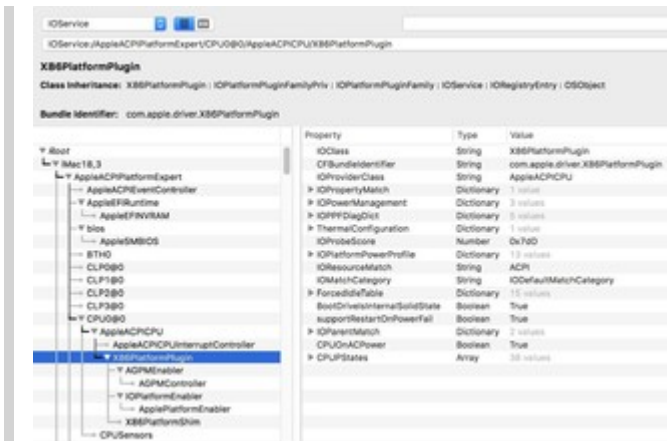 IOService
IOService:/AppleACPIPlatformExpert/CPU0@0/AppleACPICPU/X86PlatformPlugin
X86PlatformPlugin
Class Inheritance: X86PlatformPlugin : IOPlatformPluginFamilyPriv : IOPlatformPluginFamily : IOService : IORegistryEntry : OSObject
Bundle Identifier: com.apple.driver.X86PlatformPlugin
Root
iMac18,3
AppleACPIPlatformExpert
AppleACPIEventController
AppleEFIRuntime
AppleEFINVRAM
bios
AppleSMBIOS
BTH0
CLP0@0
CLP1@0
CLP2@0
CLP3@0
CPU0@0
AppleACPICPU
AppleACPICPUInterruptController
X86PlatformPlugin
AGPMEnabler
AGPMController
IOPlatformEnabler
ApplePlatformEnabler
X86PlatformShim
CPUSensors
Property Type Value
IOClass String X86PlatformPlugin
CFBundleIdentifier String com.apple.driver.X86PlatformPlugin
IOProviderClass String AppleACPICPU
IOPropertyMatch Dictionary 1 value
IOPowerManagement Dictionary 3 values
IOPPFDiagDict Dictionary 5 values
ThermalConfiguration Dictionary 1 value
IOProbeScore Number 0x7d0
IOPlatformPowerProfile Dictionary 13 values
IOResourceMatch String ACPI
IOMatchCategory String IODefaultMatchCategory
ForcedIdleTable Dictionary 15 values
BootDriveIsInternalSolidState Boolean True
supportRestartOnPowerFail Boolean True
IOParentMatch Dictionary 2 values
CPUOnACPower Boolean True
CPUPStates Array 38 values